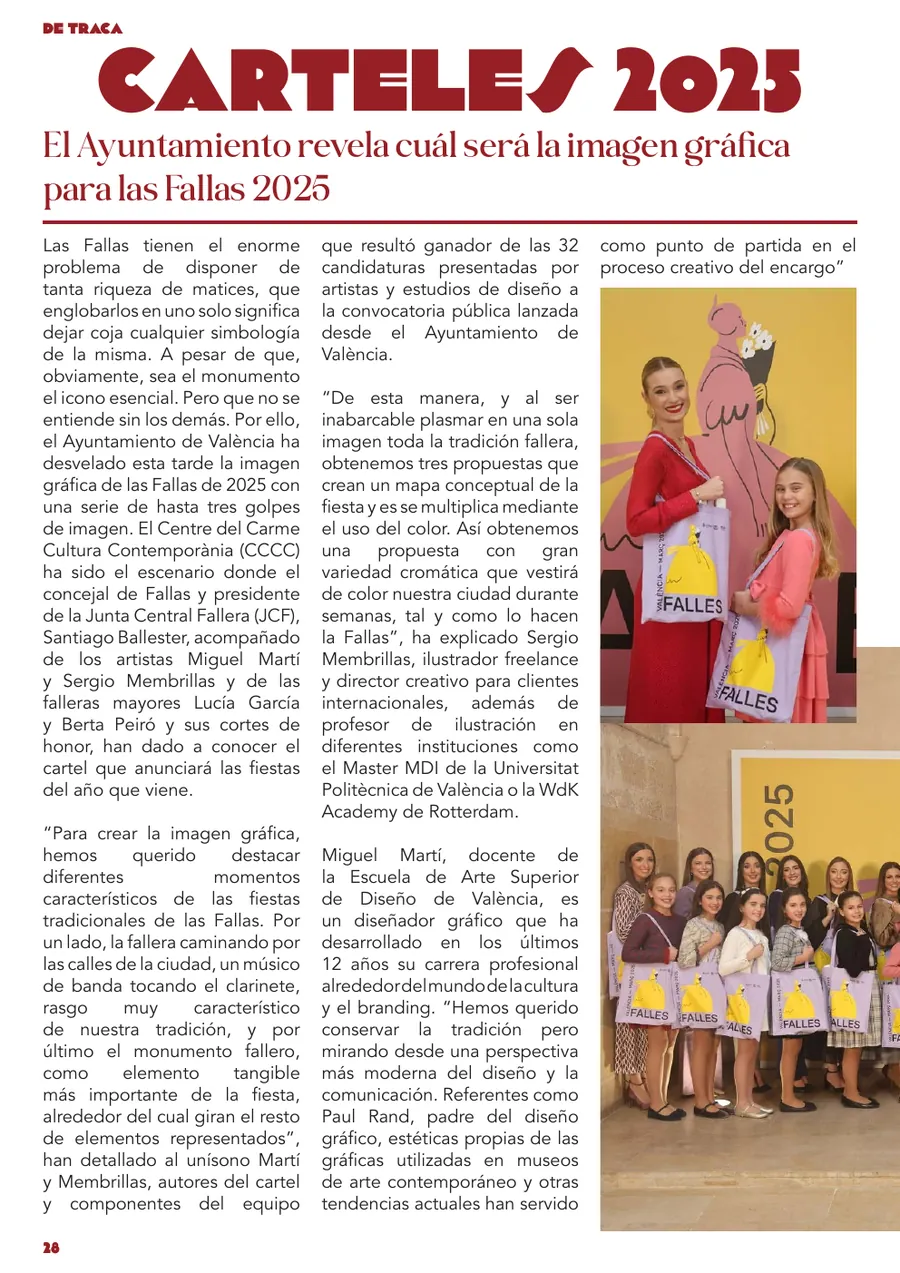 DE TRACA
CARTELES 2025
El Ayuntamiento revela cuál será la imagen gráfica
para las Fallas 2025
Las Fallas tienen el enorme
problema de disponer de
tanta riqueza de matices, que
englobarlos en uno solo significa
dejar coja cualquier simbología
de la misma. A pesar de que,
obviamente, sea el monumento
el icono esencial. Pero que no se
entiende sin los demás. Por ello,
el Ayuntamiento de València ha
desvelado esta tarde la imagen
gráfica de las Fallas de 2025 con
una serie de hasta tres golpes
de imagen. El Centre del Carme
Cultura Contemporània (CCCC)
ha sido el escenario donde el
concejal de Fallas y presidente
de la Junta Central Fallera (JCF),
Santiago Ballester, acompañado
de los artistas Miguel Martí
y Sergio Membrillas y de las
falleras mayores Lucía García
y Berta Peiró y sus cortes de
honor, han dado a conocer el
cartel que anunciará las fiestas
del año que viene.
“Para crear la imagen gráfica,
hemos querido destacar
diferentes momentos
característicos de las fiestas
tradicionales de las Fallas. Por
un lado, la fallera caminando por
las calles de la ciudad, un músico
de banda tocando el clarinete,
rasgo muy característico
de nuestra tradición, y por
último el monumento fallero,
como elemento tangible
más importante de la fiesta,
alrededor del cual giran el resto
de elementos representados”,
han detallado al unísono Martí
y Membrillas, autores del cartel
y componentes del equipo
que resultó ganador de las 32
candidaturas presentadas por
artistas y estudios de diseño a
la convocatoria pública lanzada
desde el Ayuntamiento de
València.
“De esta manera, y al ser
inabarcable plasmar en una sola
imagen toda la tradición fallera,
obtenemos tres propuestas que
crean un mapa conceptual de la
fiesta y es se multiplica mediante
el uso del color. Así obtenemos
una propuesta con gran
variedad cromática que vestirá
de color nuestra ciudad durante
semanas, tal y como lo hacen
la Fallas”, ha explicado Sergio
Membrillas, ilustrador freelance
y director creativo para clientes
internacionales, además de
profesor de ilustración en
diferentes instituciones como
el Master MDI de la Universitat
Politècnica de València o la WdK
Academy de Rotterdam.
Miguel Martí, docente de
la Escuela de Arte Superior
de Diseño de València, es
un diseñador gráfico que ha
desarrollado en los últimos
12 años su carrera profesional
alrededor del mundo de la cultura
y el branding. “Hemos querido
conservar la tradición pero
mirando desde una perspectiva
más moderna del diseño y la
comunicación. Referentes como
Paul Rand, padre del diseño
gráfico, estéticas propias de las
gráficas utilizadas en museos
de arte contemporáneo y otras
tendencias actuales han servido
como punto de partida en el
proceso creativo del encargo”
VALÈNCIA — MARÇ 2025
FALLES
VALÈNCIA — MARÇ 2025
FALLES
2025
FALLES
FALLES
FALLES
FALLES
FALLES
28